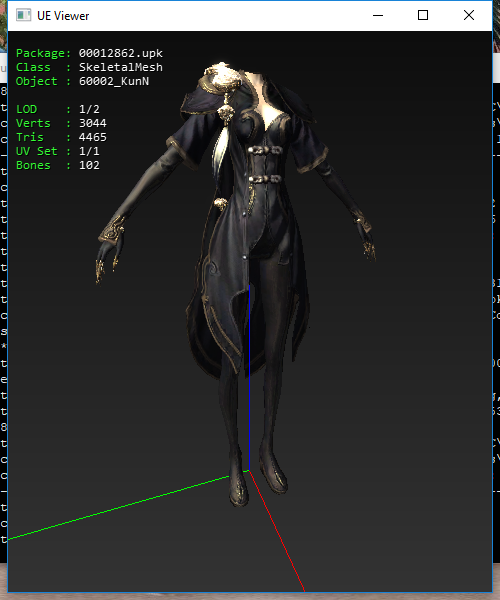 UE Viewer
Package: 00012862.upk
Class : SkeletalMesh
Object : 60002_KunN
LOD : 1/2
Verts : 3044
Tris : 4465
UV Set : 1/1
Bones : 102